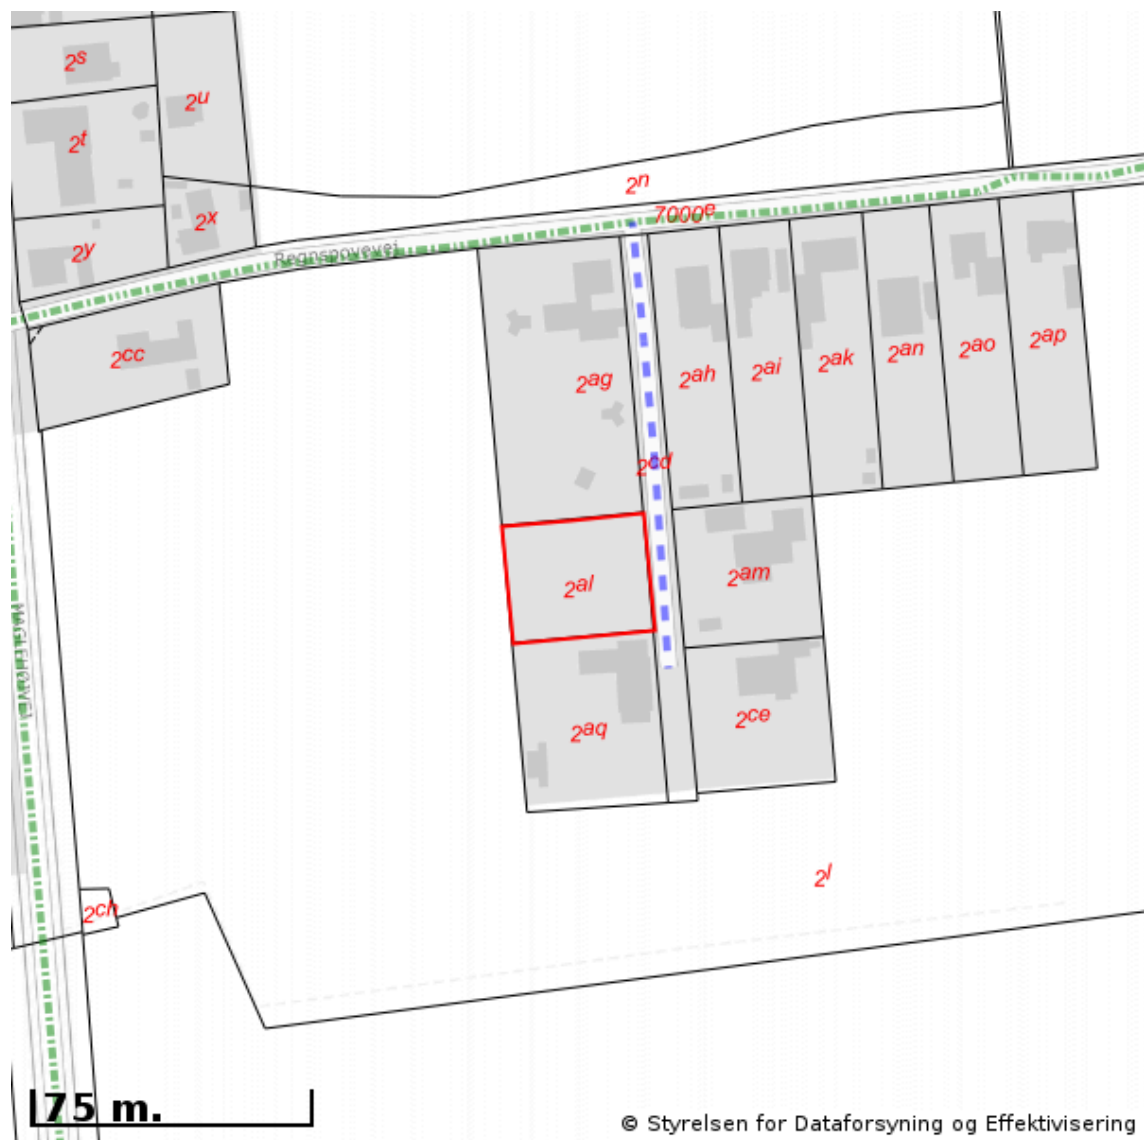 2s
2u
2t
2n
7000e
2x
2y
Regnspovevej
2cc
2ap
2ao
2an
2ak
2ai
2ah
2ag
2cd
2am
2al
2ce
2aq
2l
2ch
75 m.
© Styrelsen for Dataforsyning og Effektivisering